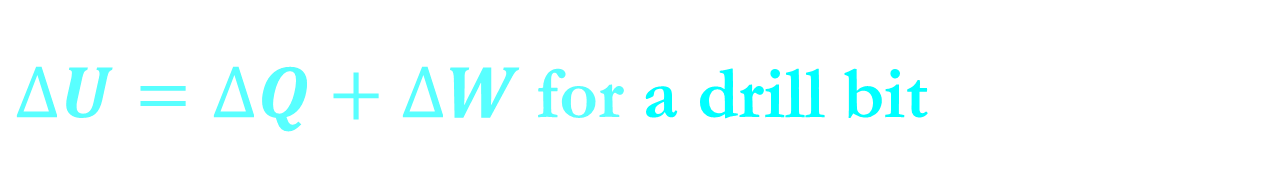 ΔU = ΔQ + ΔW for a drill bit